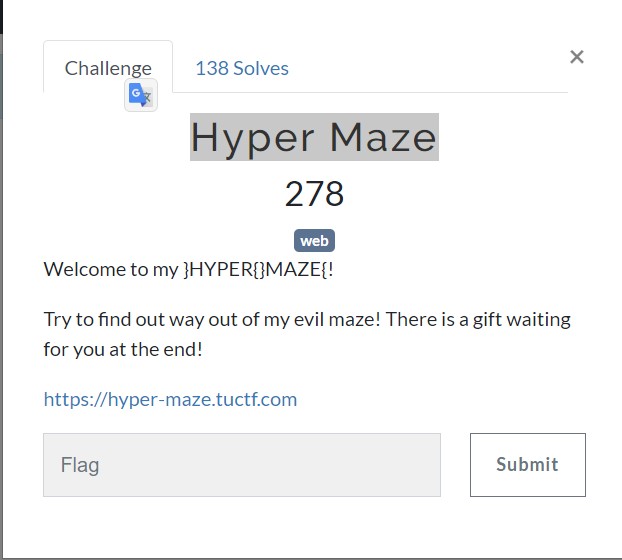 Challenge
138 Solves
×
Hyper Maze
278
web
Welcome to my }HYPER{}MAZE{!
Try to find out way out of my evil maze! There is a gift waiting
for you at the end!
https://hyper-maze.tuctf.com
Flag
Submit